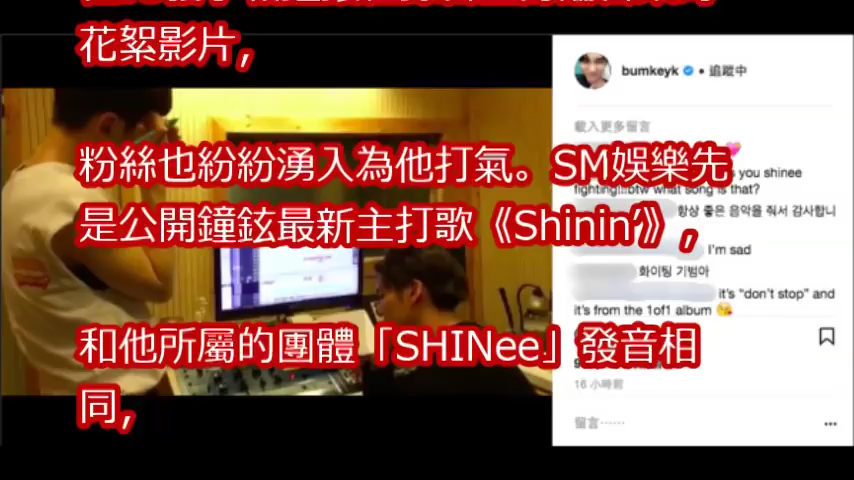 花絮影片,
bumkeyk • 追蹤中
載入更多留言
粉絲也紛紛湧入為他打氣。SM娛樂先
you shinee
fighting!!!btw what song is that?
是公開鐘鉉最新主打歌《Shinin’》,
항상 좋은 음악을 줘서 감사합니
I'm sad
화이팅 기범아
it's “don't stop” and
it's from the 1of1 album 😘
和他所屬的團體「SHINee」發音相
同,
16 小時前
留言⋯⋯